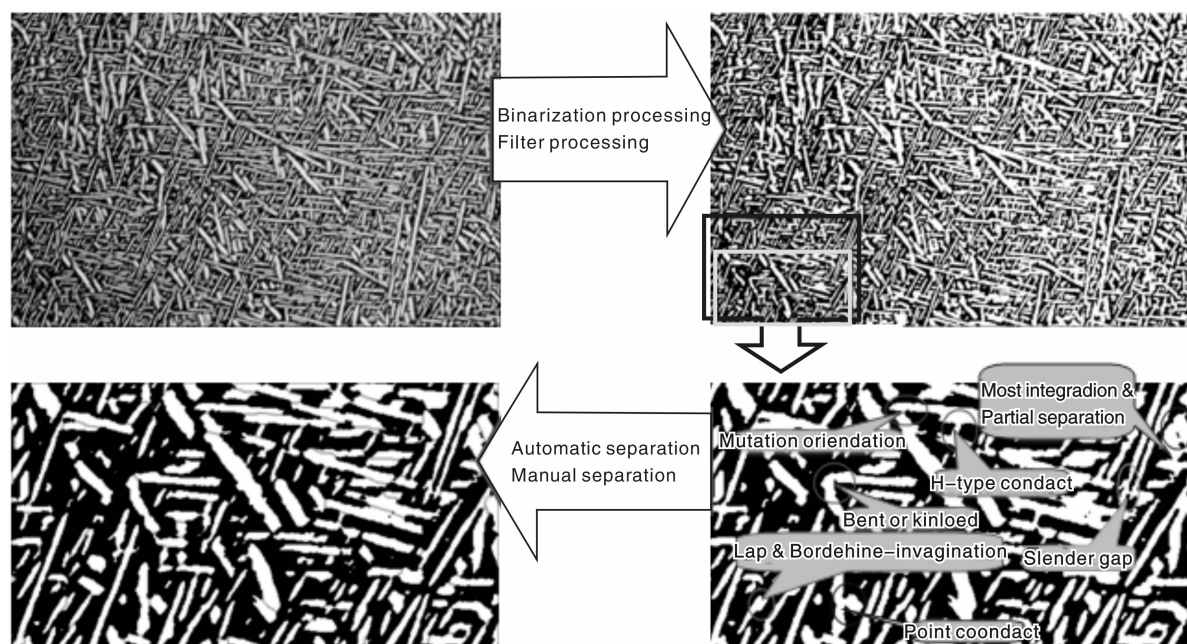 Binarization processing
Filter processing
Most integradion &
Partial separation
Mutation oriendation
Automatic separation
Manual separation
H-type condact
Bent or kinloed
Lap & Bordehine-invagination
Slender gap
Point coondact